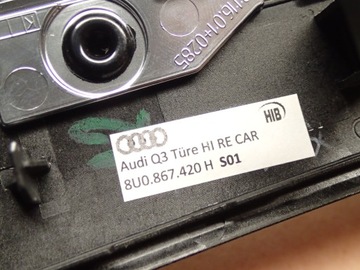 HIB
Audi Q3 Türe HI RE CAR
8U0.867.420 H S01